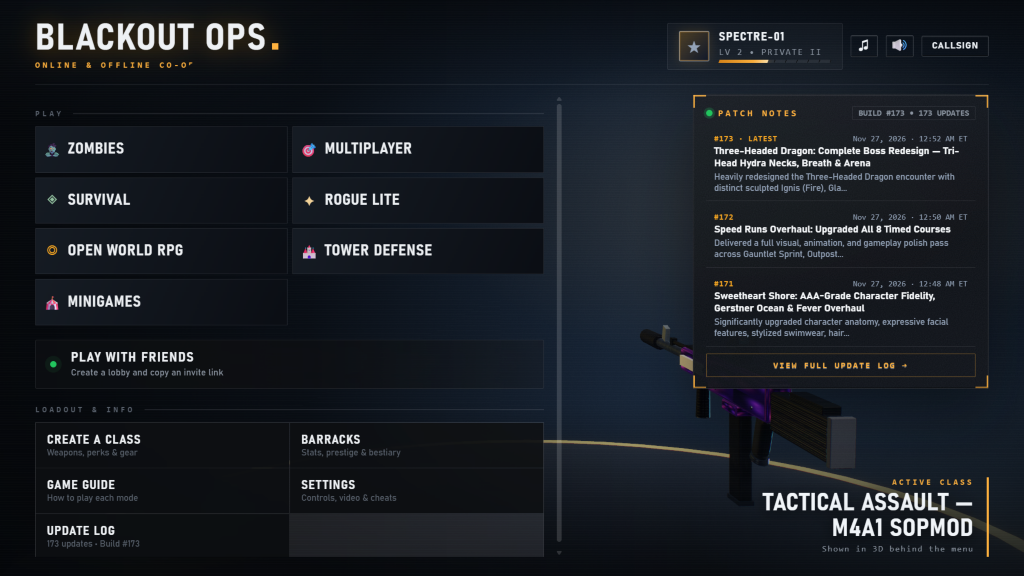 BLACKOUT OPS.
ONLINE & OFFLINE CO-OP
SPECTRE-01
LV 2 • PRIVATE II
CALLSIGN
PLAY
ZOMBIES
MULTIPLAYER
SURVIVAL
ROGUE LITE
OPEN WORLD RPG
TOWER DEFENSE
MINIGAMES
PLAY WITH FRIENDS
Create a lobby and copy an invite link
LOADOUT & INFO
CREATE A CLASS
Weapons, perks & gear
BARRACKS
Stats, prestige & bestiary
GAME GUIDE
How to play each mode
SETTINGS
Controls, video & cheats
UPDATE LOG
173 updates • Build #173
PATCH NOTES
BUILD #173 • 173 UPDATES
#173 · LATEST
Nov 27, 2026 · 12:52 AM ET
Three-Headed Dragon: Complete Boss Redesign — Tri-
Head Hydra Necks, Breath & Arena
Heavily redesigned the Three-Headed Dragon encounter with
distinct sculpted Ignis (Fire), Gla...
#172
Nov 27, 2026 · 12:50 AM ET
Speed Runs Overhaul: Upgraded All 8 Timed Courses
Delivered a full visual, animation, and gameplay polish pass
across Gauntlet Sprint, Outpost...
#171
Nov 27, 2026 · 12:48 AM ET
Sweetheart Shore: AAA-Grade Character Fidelity,
Gerstner Ocean & Fever Overhaul
Significantly upgraded character anatomy, expressive facial
features, stylized swimwear, hair...
VIEW FULL UPDATE LOG →
ACTIVE CLASS
TACTICAL ASSAULT —
M4A1 SOPMOD
Shown in 3D behind the menu